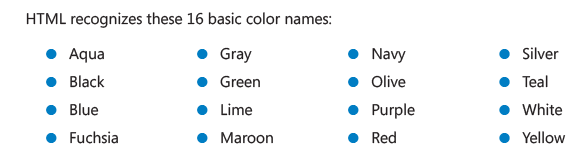 HTML recognizes these 16 basic color names:
• Aqua • Gray • Navy • Silver
• Black • Green • Olive • Teal
• Blue • Lime • Purple • White
• Fuchsia • Maroon • Red • Yellow